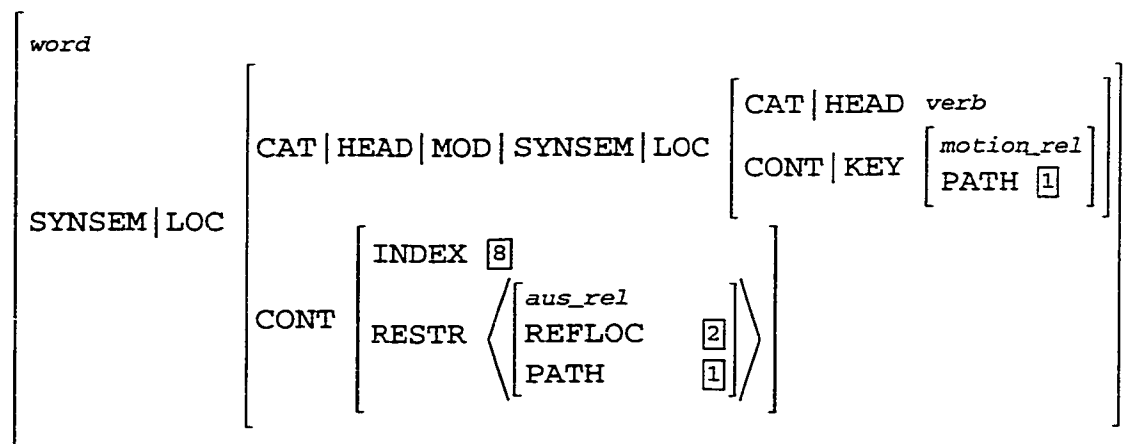 word
CAT|HEAD verb
CAT|HEAD|MOD|SYNSEM|LOC
motion_rel
CONT|KEY
PATH 1
SYNSEM|LOC
INDEX 8
aus_rel
CONT
RESTR
REFLOC 2
PATH 1